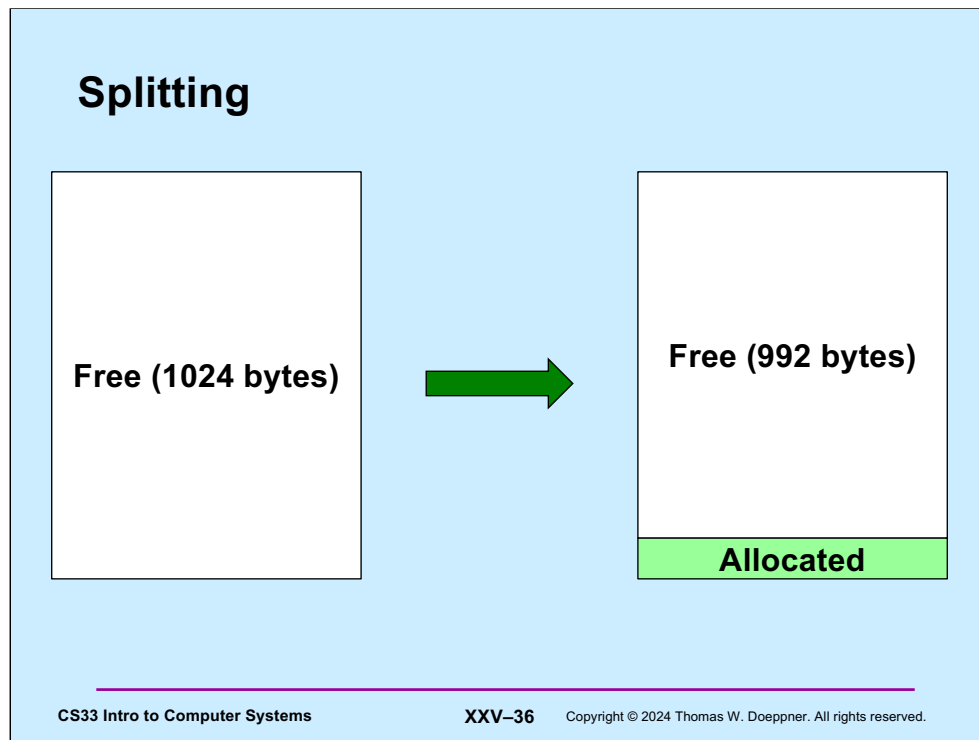 Splitting
Free (1024 bytes)
Free (992 bytes)
Allocated
CS33 Intro to Computer Systems
XXV–36
Copyright © 2024 Thomas W. Doeppner. All rights reserved.